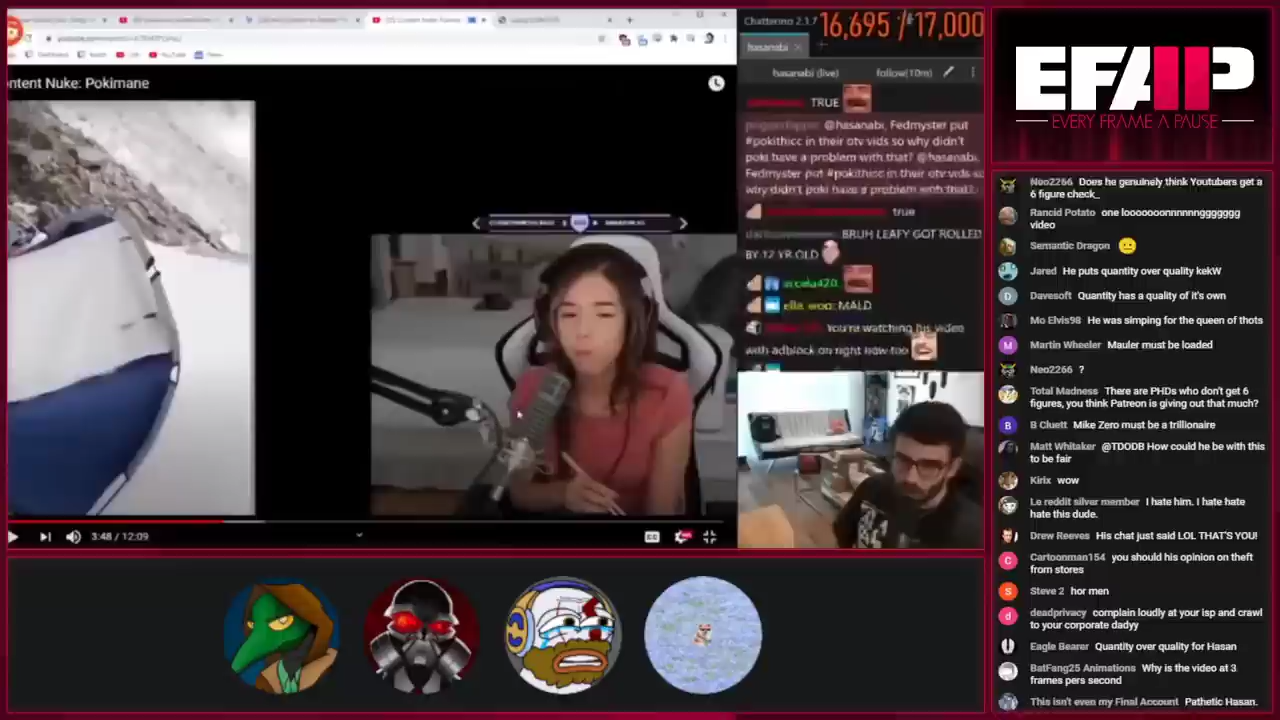 ontent Nuke: Pokimane
3:48 / 12:09
Chatterino 2.1.7
16,695 / 17,000
hasanabi
hasanabi (live)
follow(10m)
TRUE
@hasanabi, Fedmyster put
#pokithicc in their otv vids so why didn't
poki have a problem with that? @hasanabi,
Fedmyster put #pokithicc in their otv vids so
why didn't poki have a problem with that?
true
BRUH LEAFY GOT ROLLED
BY 12 YR OLD
accela420:
ella_woo: MALD
You're watching his video
with adblock on right now too
EFAP
EVERY FRAME A PAUSE
Neo2266 Does he genuinely think Youtubers get a
6 figure check_
Rancid Potato one looooooonnnnnngggggg
video
Semantic Dragon 😐
Jared He puts quantity over quality kekW
Davesoft Quantity has a quality of it's own
Mo Elvis98 He was simping for the queen of thots
Martin Wheeler Mauler must be loaded
Neo2266 ?
Total Madness There are PHDs who don't get 6
figures, you think Patreon is giving out that much?
B Cluett Mike Zero must be a trillionaire
Matt Whitaker @TDODB How could he be with this
to be fair
Kirix wow
Le reddit silver member I hate him. I hate hate
hate this dude.
Drew Reeves His chat just said LOL THAT'S YOU!
Cartoonman154 you should his opinion on theft
from stores
Steve 2 hor men
deadprivacy complain loudly at your isp and crawl
to your corporate dadyy
Eagle Bearer Quantity over quality for Hasan
BatFang25 Animations Why is the video at 3
frames pers second
This isn't even my Final Account Pathetic Hasan.